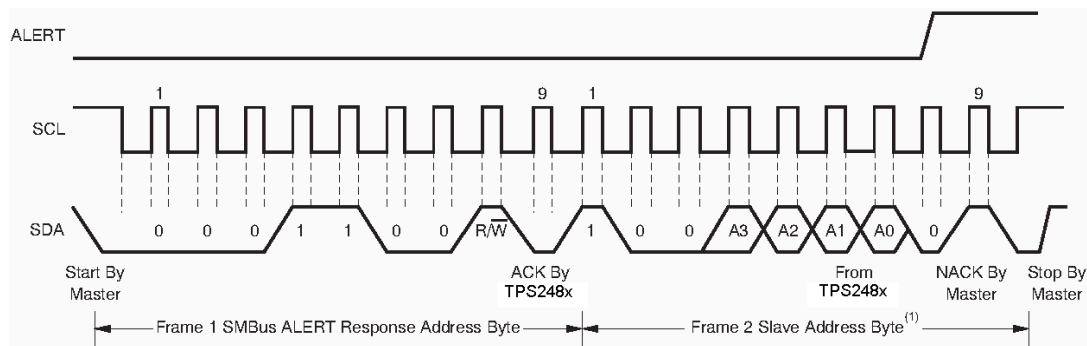 ALERT
1 9 1 9
SCL
SDA
0 0 0 1 1 0 0 R/W 1 0 0 A3 A2 A1 A0 0
Start By
Master
ACK By
TPS248x
From
TPS248x
NACK By
Master
Stop By
Master
Frame 1 SMBus ALERT Response Address Byte
Frame 2 Slave Address Byte(1)